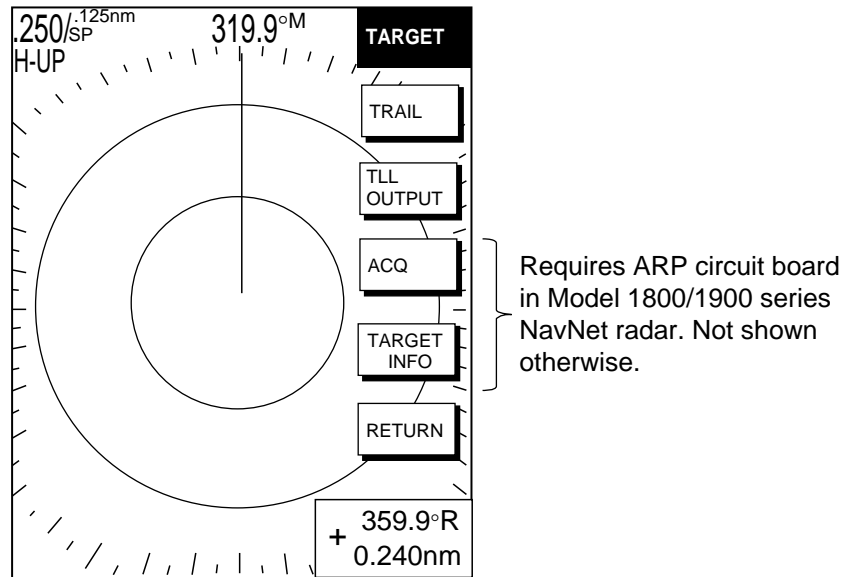 .250/.125nm
SP
319.9°M
H-UP
TARGET
TRAIL
TLL
OUTPUT
ACQ
TARGET
INFO
RETURN
+ 359.9°R
0.240nm
Requires ARP circuit board
in Model 1800/1900 series
NavNet radar. Not shown
otherwise.